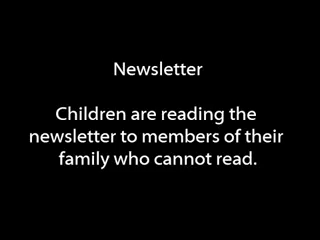 Newsletter
Children are reading the
newsletter to members of their
family who cannot read.